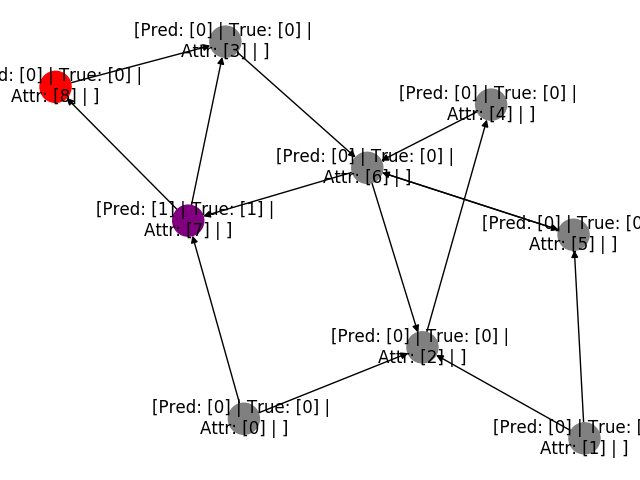 [Pred: [0] | True: [0] |
Attr: [3] | ]
d: [0] | True: [0] |
Attr: [8] | ]
[Pred: [0] | True: [0] |
Attr: [4] | ]
[Pred: [0] | True: [0] |
Attr: [6] | ]
[Pred: [1] | True: [1] |
Attr: [7] | ]
[Pred: [0] | True: [0
Attr: [5] | ]
[Pred: [0] | True: [0] |
Attr: [2] | ]
[Pred: [0] | True: [0] |
Attr: [0] | ]
[Pred: [0] | True: [
Attr: [1] | ]